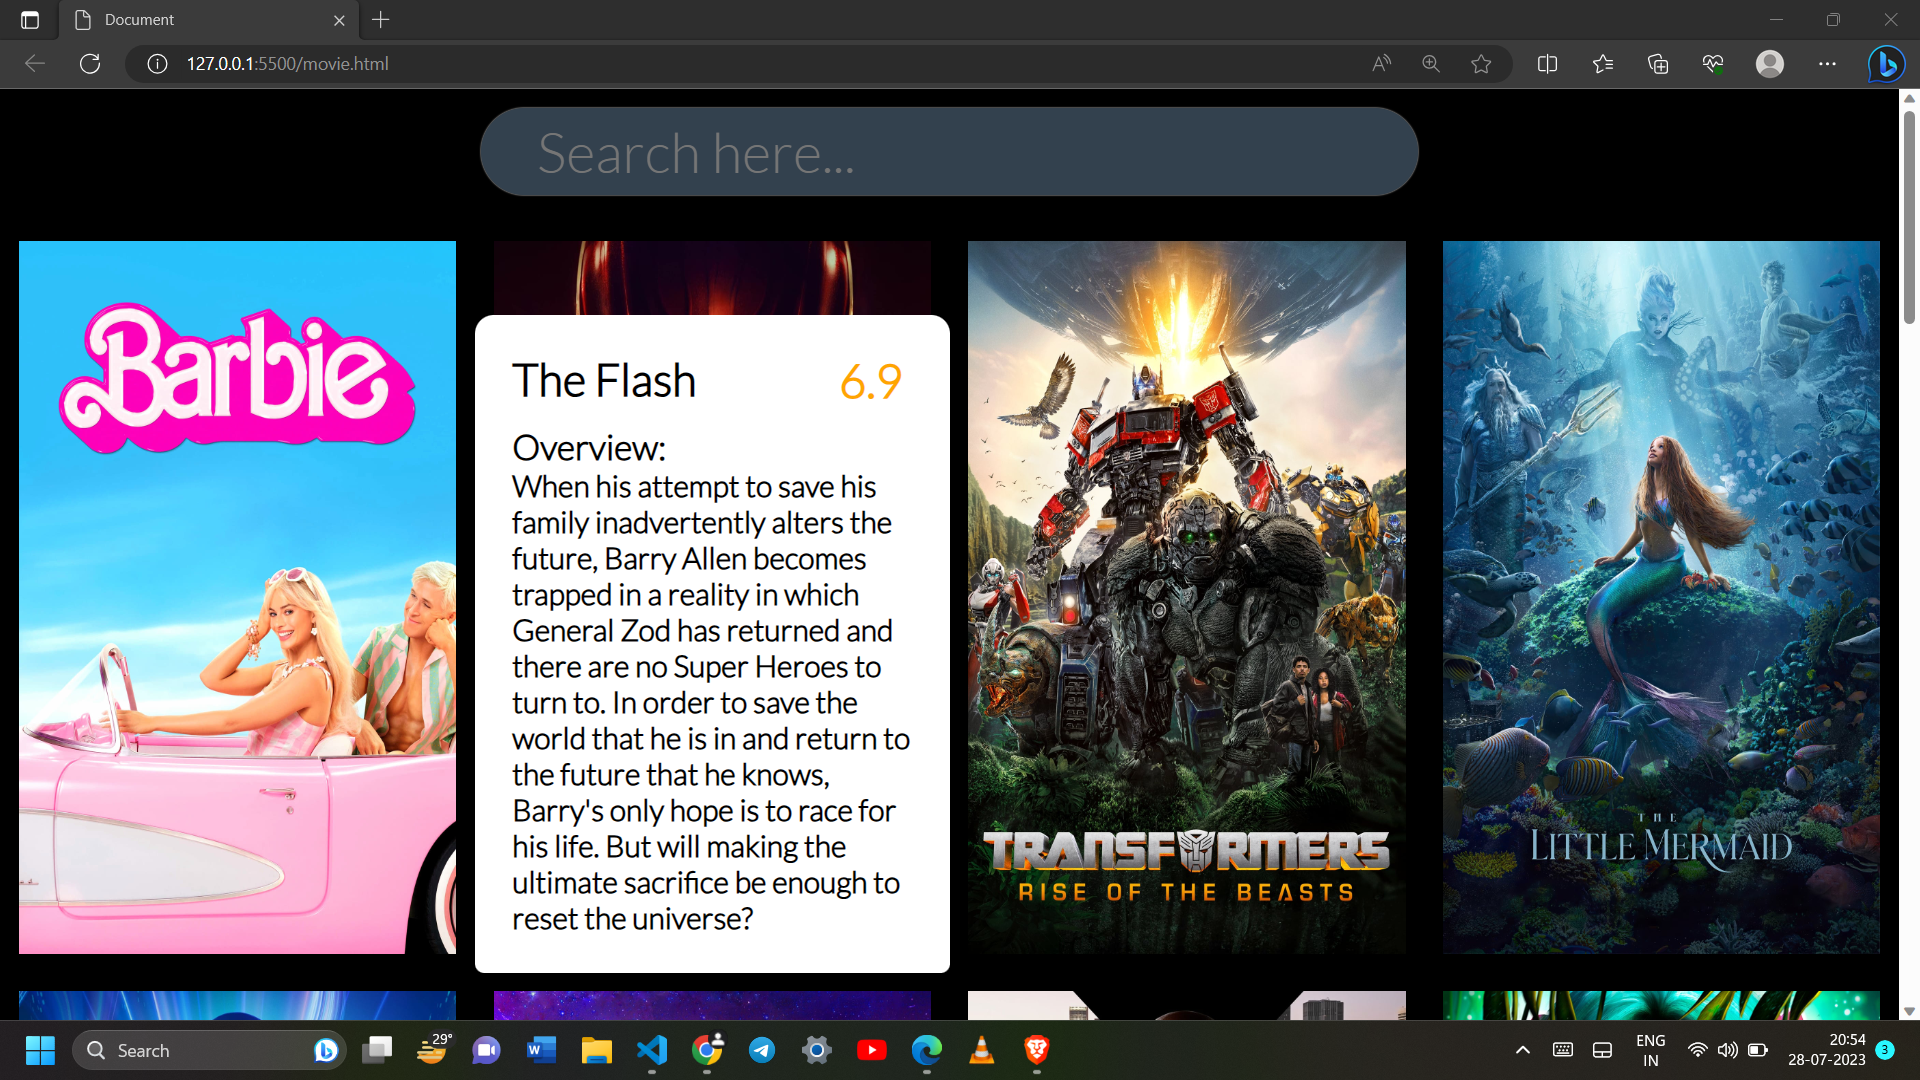 Document
127.0.0.1:5500/movie.html
Search here...
Barbie
The Flash
6.9
Overview:
When his attempt to save his
family inadvertently alters the
future, Barry Allen becomes
trapped in a reality in which
General Zod has returned and
there are no Super Heroes to
turn to. In order to save the
world that he is in and return to
the future that he knows,
Barry's only hope is to race for
his life. But will making the
ultimate sacrifice be enough to
reset the universe?
TRANSFORMERS
RISE OF THE BEASTS
THE
LITTLE MERMAID
Search
29°
ENG
IN
20:54
28-07-2023
3